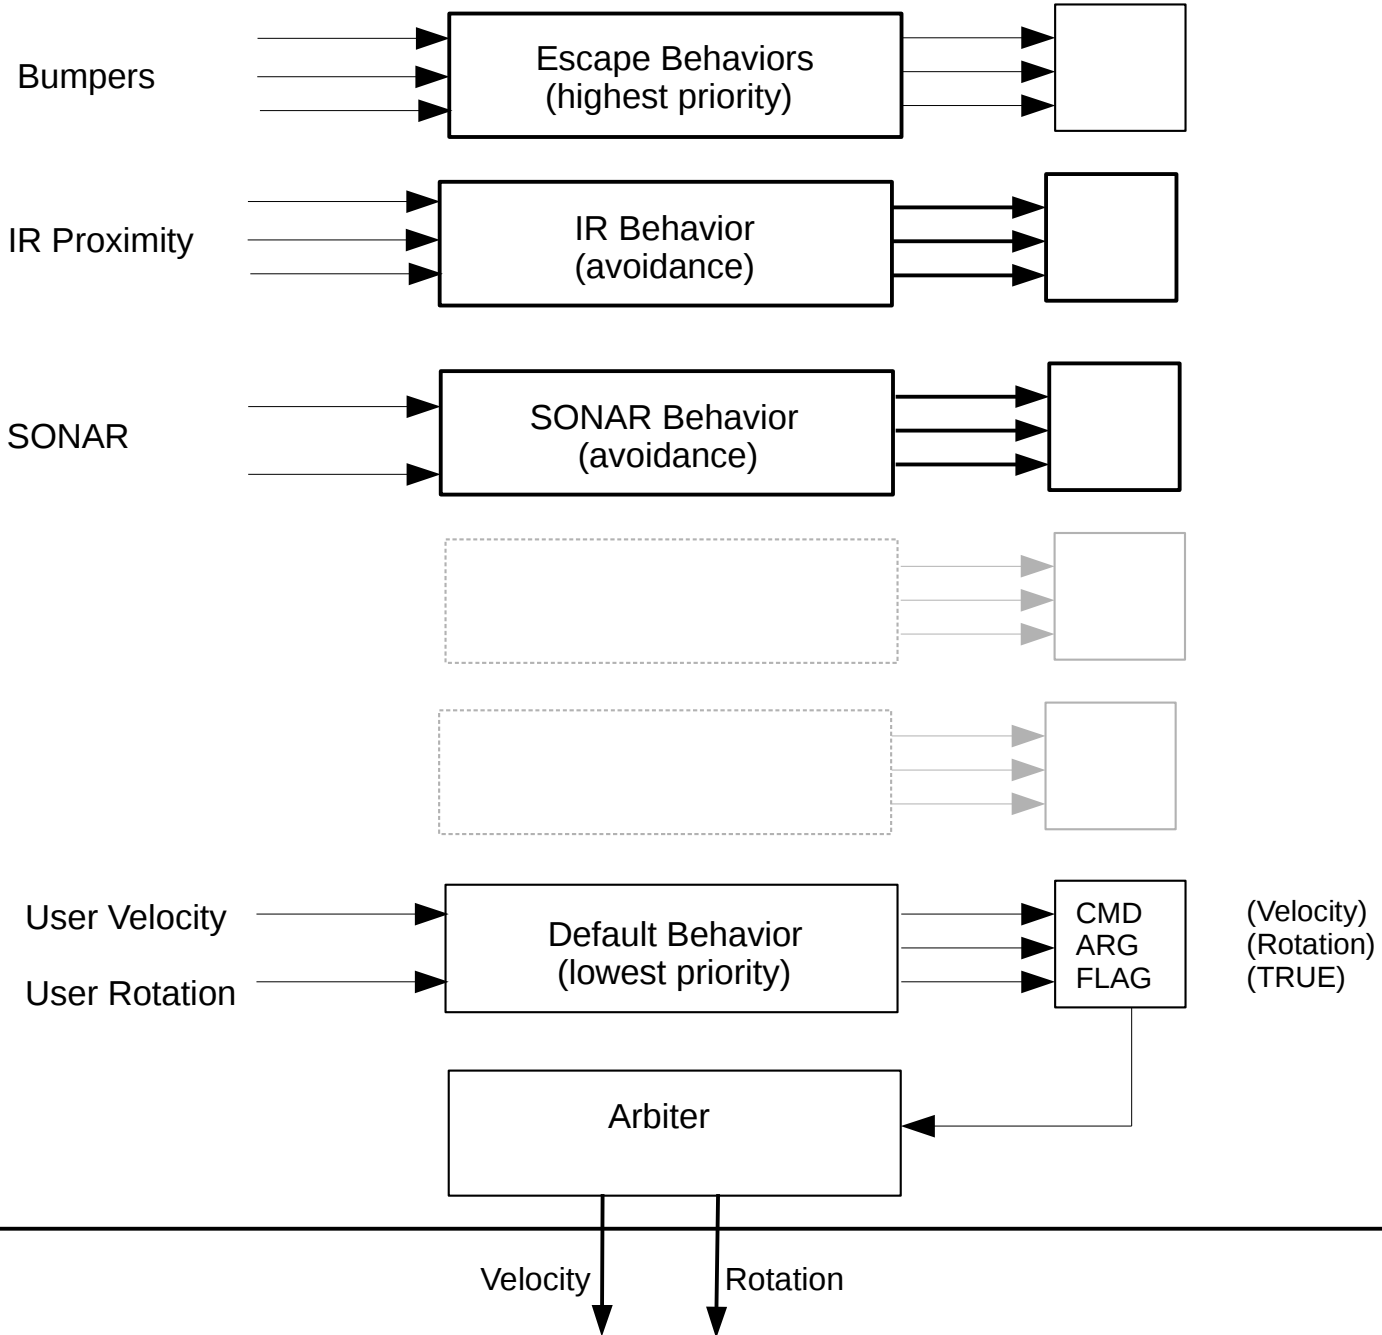 Bumpers
Escape Behaviors
(highest priority)
IR Proximity
IR Behavior
(avoidance)
SONAR
SONAR Behavior
(avoidance)
User Velocity
User Rotation
Default Behavior
(lowest priority)
CMD
ARG
FLAG
(Velocity)
(Rotation)
(TRUE)
Arbiter
Velocity
Rotation